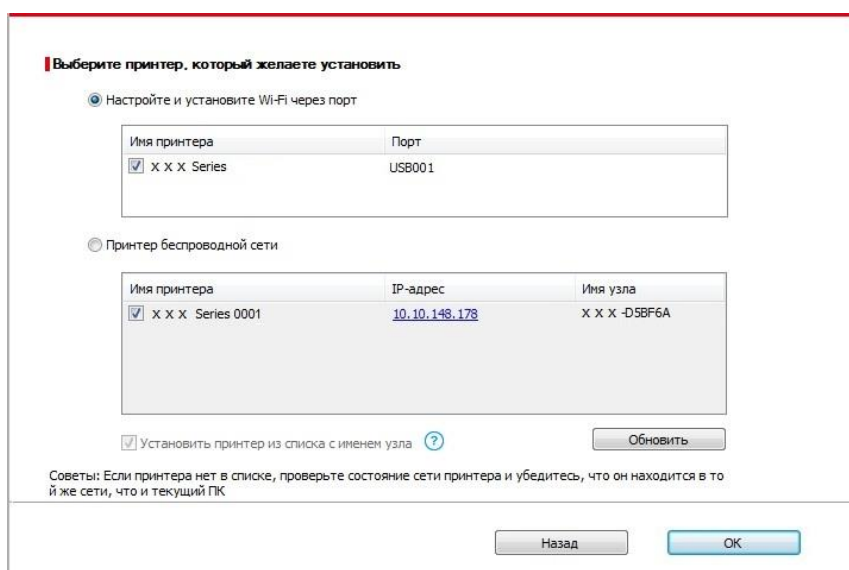 Выберите принтер, который желаете установить
Настройте и установите Wi-Fi через порт
Имя принтера Порт
X X X Series USB001
Принтер беспроводной сети
Имя принтера IP-адрес Имя узла
X X X Series 0001 10.10.148.178 X X X -D5BF6A
Установить принтер из списка с именем узла ? Обновить
Советы: Если принтера нет в списке, проверьте состояние сети принтера и убедитесь, что он находится в то
й же сети, что и текущий ПК
Назад OK